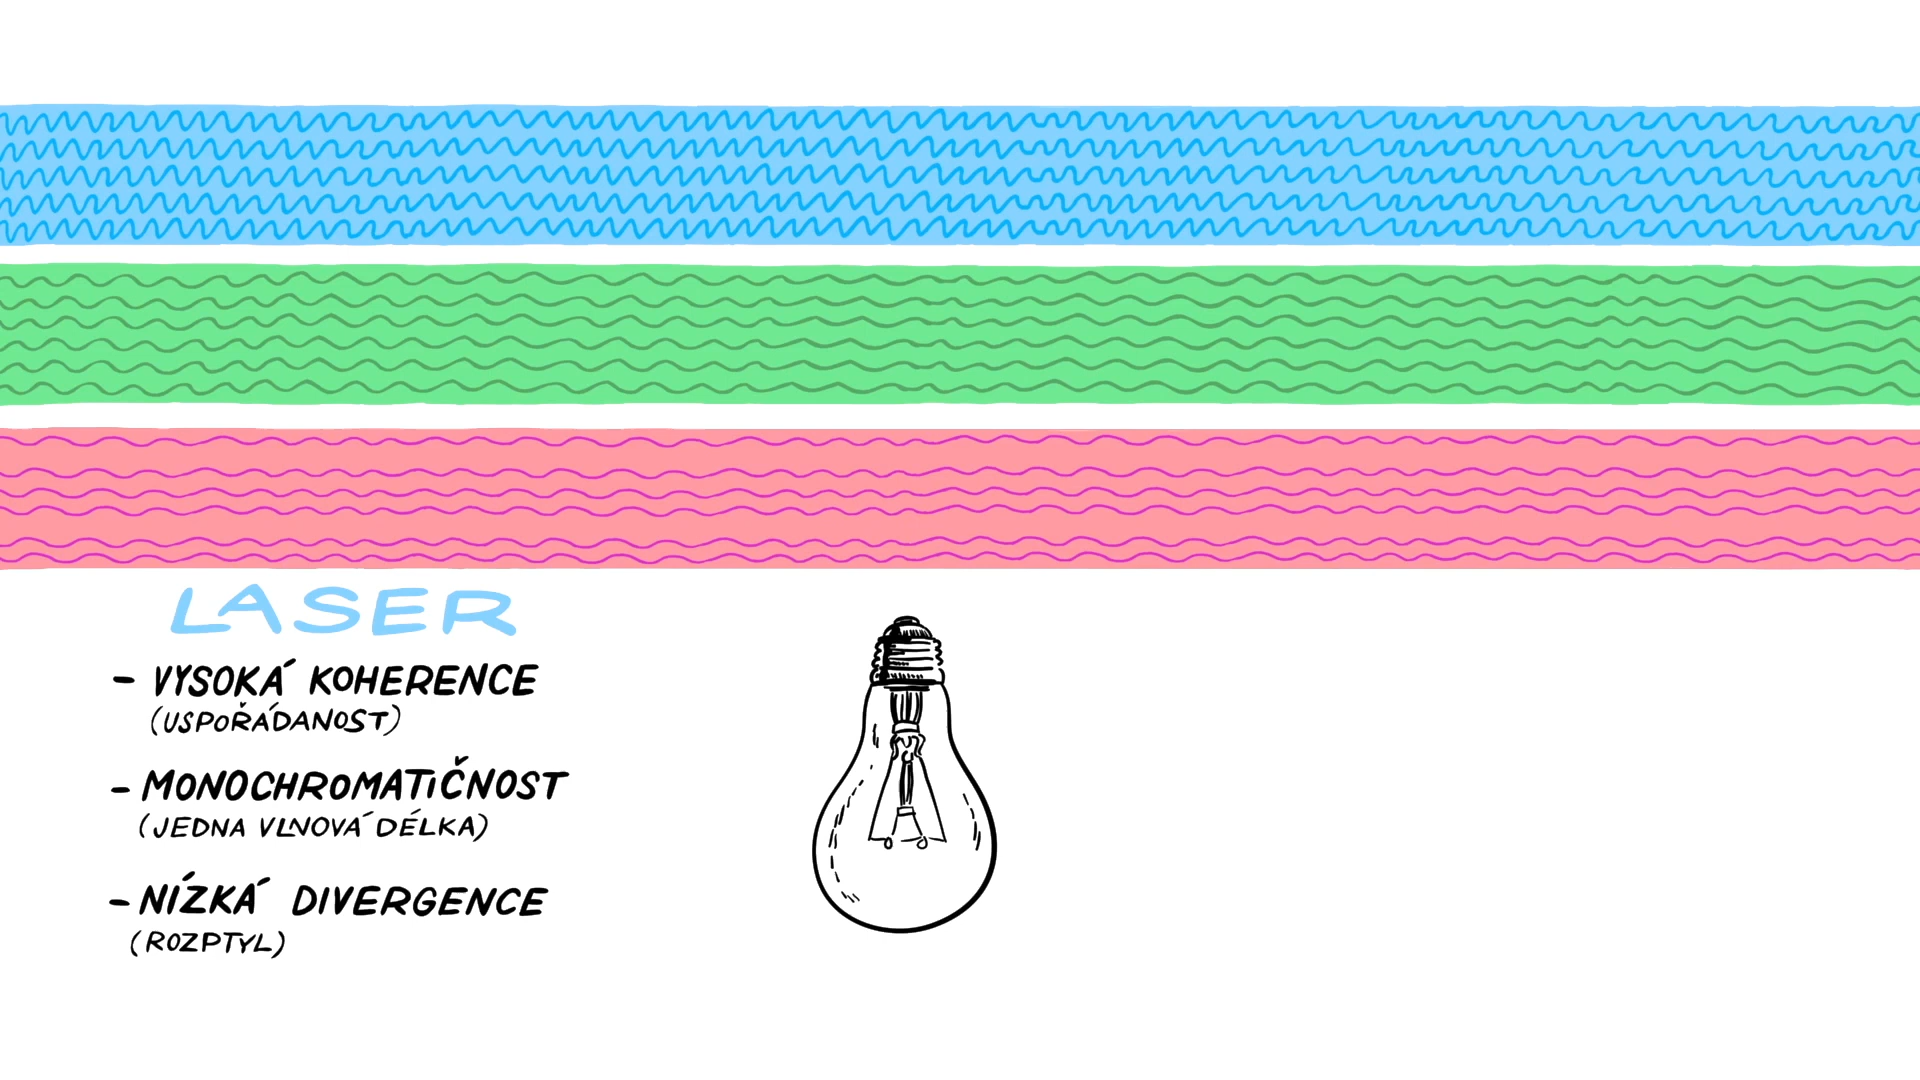 LASER
- VYSOKÁ KOHERENCE
(USPOŘÁDANOST)
- MONOCHROMATIČNOST
(JEDNA VLNOVÁ DÉLKA)
- NÍZKÁ DIVERGENCE
(ROZPTYL)